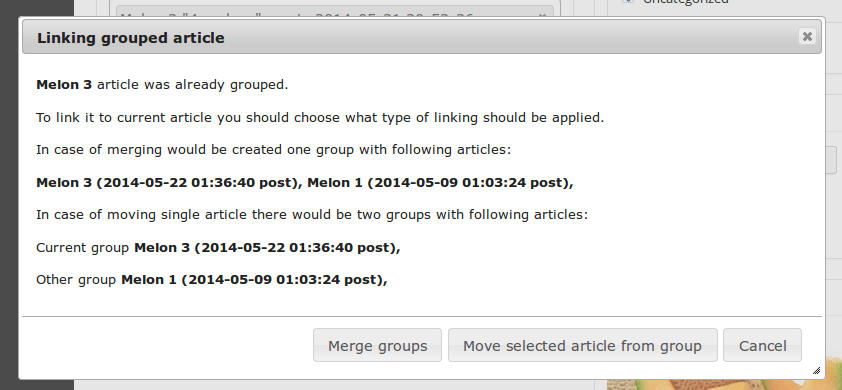 Uncategorized
Linking grouped article
Melon 3 article was already grouped.
To link it to current article you should choose what type of linking should be applied.
In case of merging would be created one group with following articles:
Melon 3 (2014-05-22 01:36:40 post), Melon 1 (2014-05-09 01:03:24 post),
In case of moving single article there would be two groups with following articles:
Current group Melon 3 (2014-05-22 01:36:40 post),
Other group Melon 1 (2014-05-09 01:03:24 post),
Merge groups Move selected article from group Cancel